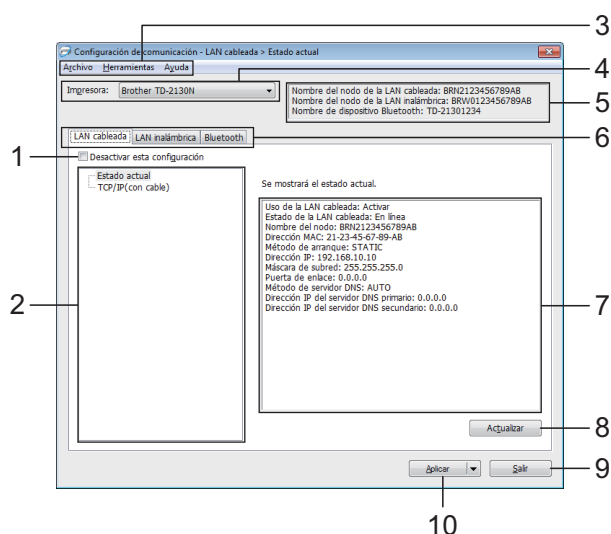 3
Configuración de comunicación - LAN cableada > Estado actual
Archivo Herramientas Ayuda
4
Impresora: Brother TD-2130N
Nombre del nodo de la LAN cableada: BRN2123456789AB
Nombre del nodo de la LAN inalámbrica: BRW0123456789AB
Nombre de dispositivo Bluetooth: TD-21301234
5
LAN cableada LAN inalámbrica Bluetooth
6
1
Desactivar esta configuración
Estado actual
TCP/IP(con cable)
2
Se mostrará el estado actual.
Uso de la LAN cableada: Activar
Estado de la LAN cableada: En línea
Nombre del nodo: BRN2123456789AB
Dirección MAC: 21-23-45-67-89-AB
Método de arranque: STATIC
Dirección IP: 192.168.10.10
Máscara de subred: 255.255.255.0
Puerta de enlace: 0.0.0.0
Método de servidor DNS: AUTO
Dirección IP del servidor DNS primario: 0.0.0.0
Dirección IP del servidor DNS secundario: 0.0.0.0
7
Actualizar
8
Aplicar
Salir
9
10